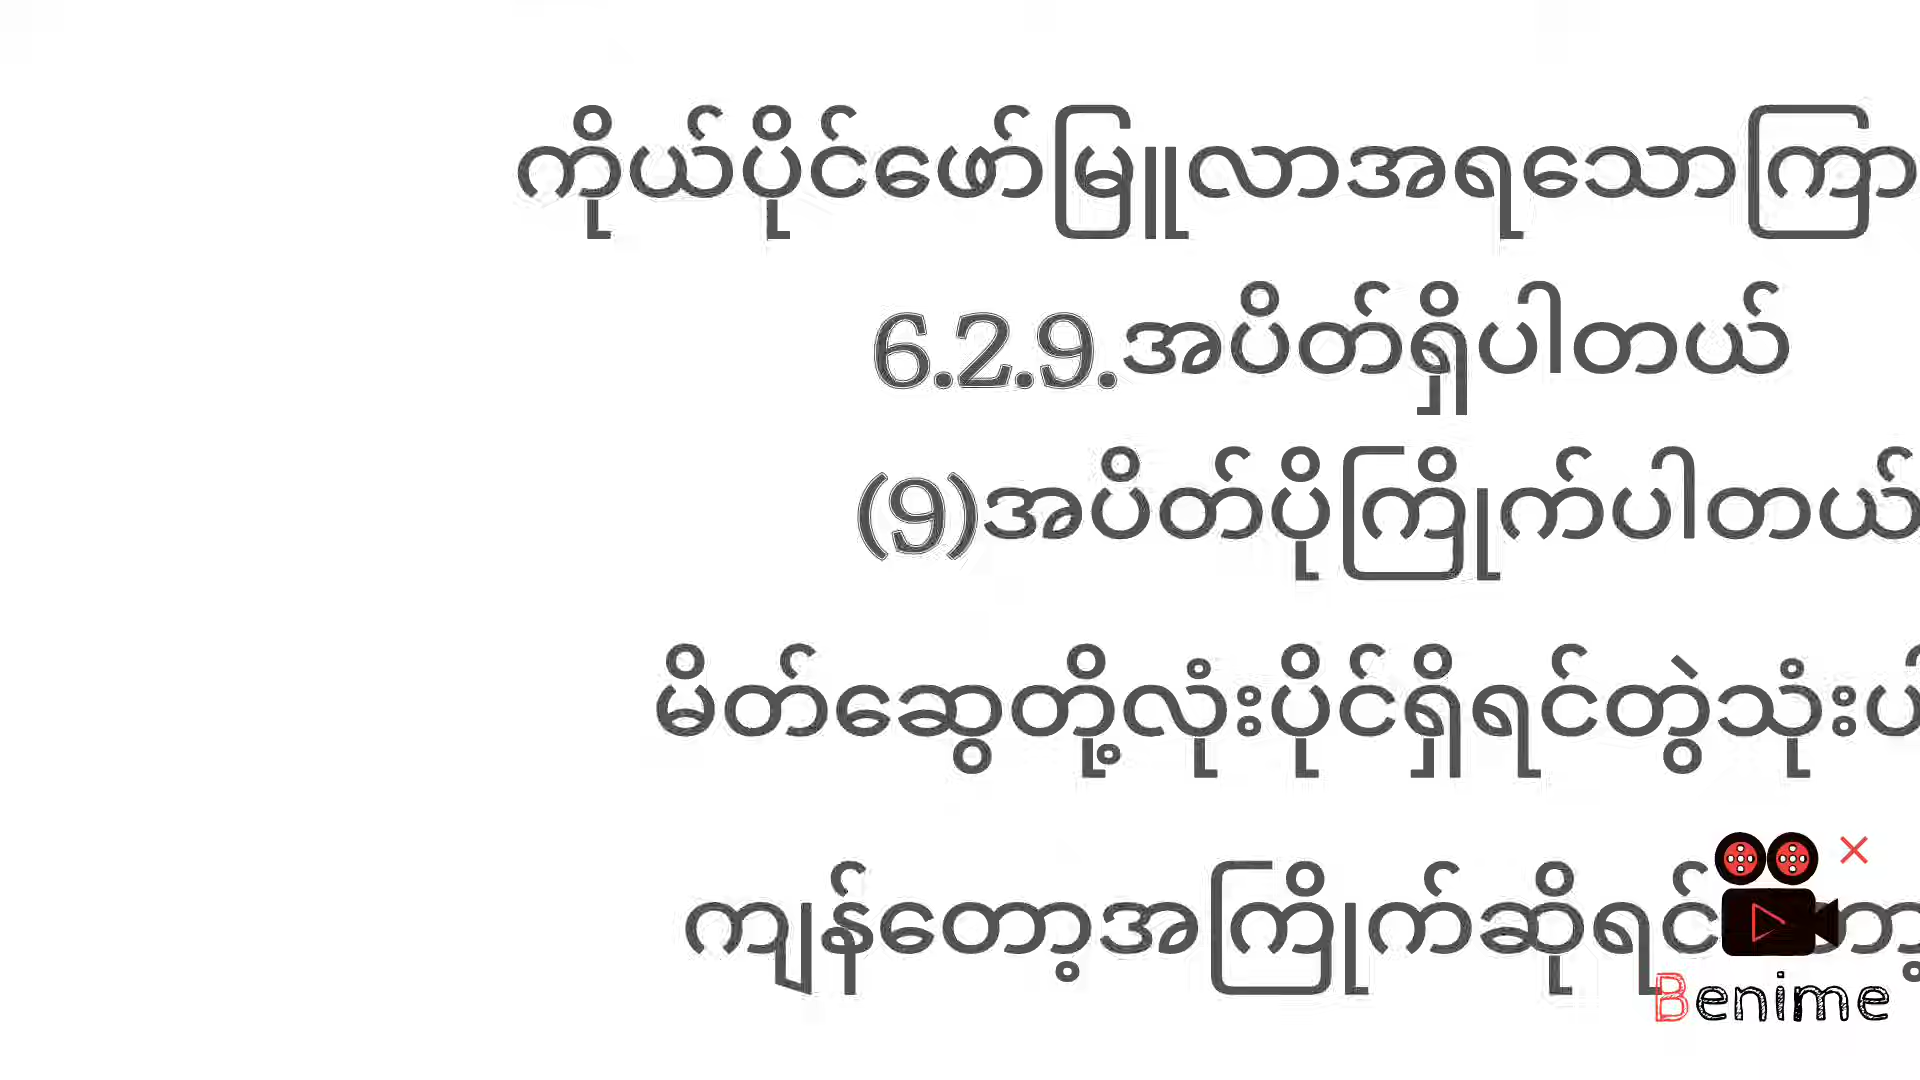 ကိုယ်ပိုင်ဖော်မြူလာအရသောကြာ
6.2.9.အပိတ်ရှိပါတယ်
(9)အပိတ်ပိုကြိုက်ပါတယ်
မိတ်ဆွေတို့လုံးပိုင်ရှိရင်တွဲသုံးပါ
ကျန်တော့အကြိုက်ဆိုရင်
Benime